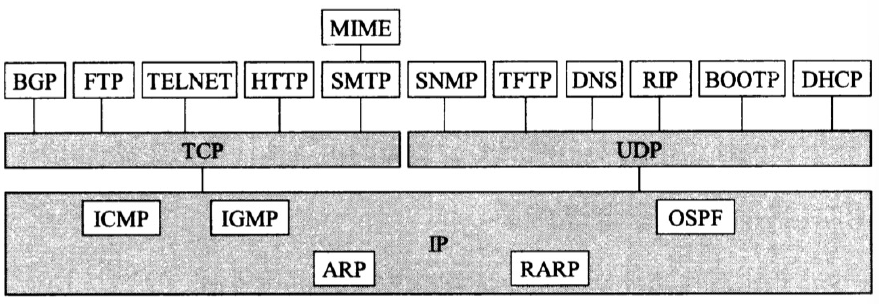 MIME
BGP FTP TELNET HTTP SMTP SNMP TFTP DNS RIP BOOTP DHCP
TCP UDP
ICMP IGMP OSPF
IP
ARP RARP